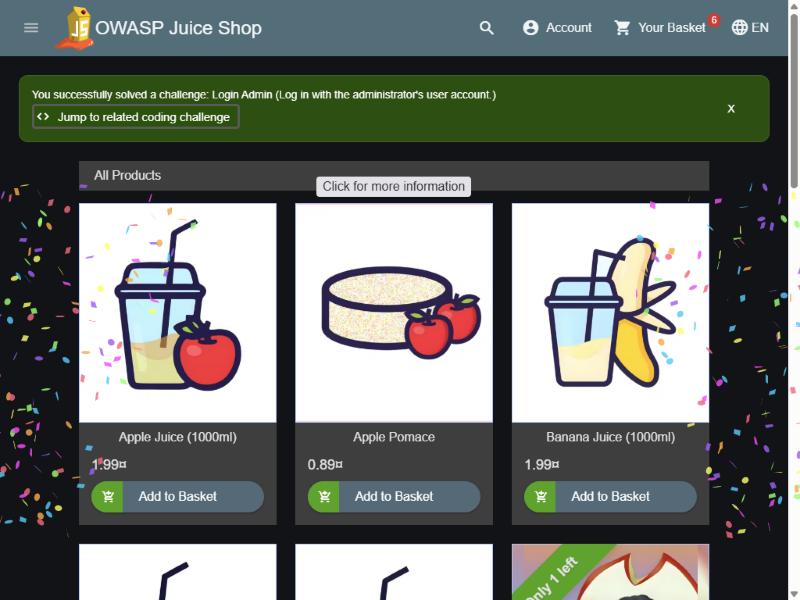 OWASP Juice Shop
Account
Your Basket
6
EN
You successfully solved a challenge: Login Admin (Log in with the administrator's user account.)
<> Jump to related coding challenge
X
All Products
Click for more information
Apple Juice (1000ml)
1.99¤
Add to Basket
Apple Pomace
0.89¤
Add to Basket
Banana Juice (1000ml)
1.99¤
Add to Basket
Only 1 left